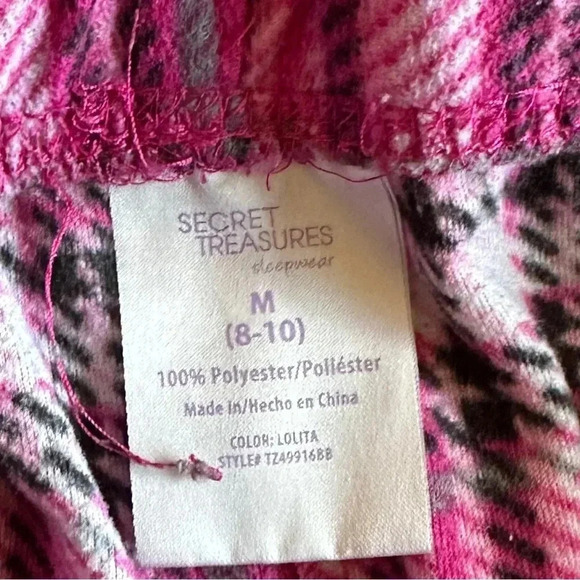 SECRET
TREASURES
sleepwear
M
(8-10)
100% Polyester/Poliéster
Made in/Hecho en China
COLOR: LOLITA
STYLE# TZ49916BB